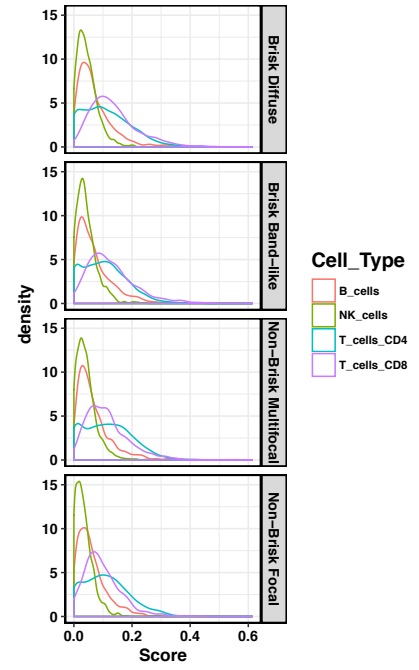 15
10
5
0
Brisk Diffuse
15
10
5
0
Brisk Band−like
15
10
5
0
Non−Brisk Multifocal
15
10
5
0
Non−Brisk Focal
0.0 0.2 0.4 0.6
Score
density
Cell_Type
B_cells
NK_cells
T_cells_CD4
T_cells_CD8